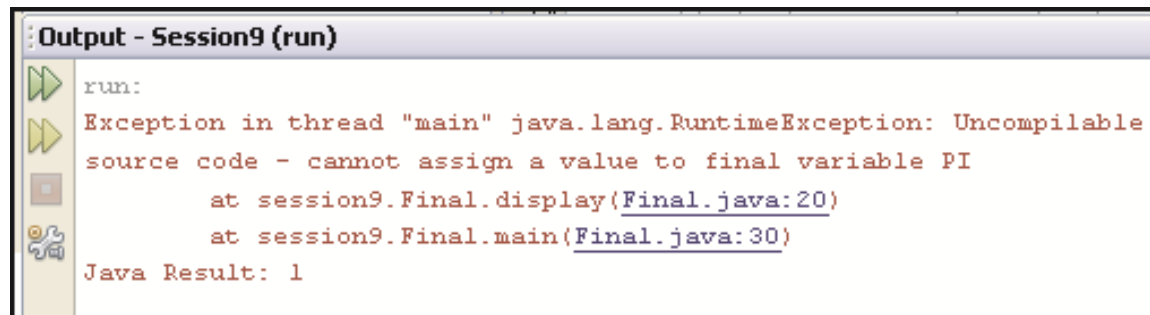 Output - Session9 (run)
run:
Exception in thread "main" java.lang.RuntimeException: Uncompilable
source code - cannot assign a value to final variable PI
at session9.Final.display(Final.java:20)
at session9.Final.main(Final.java:30)
Java Result: 1